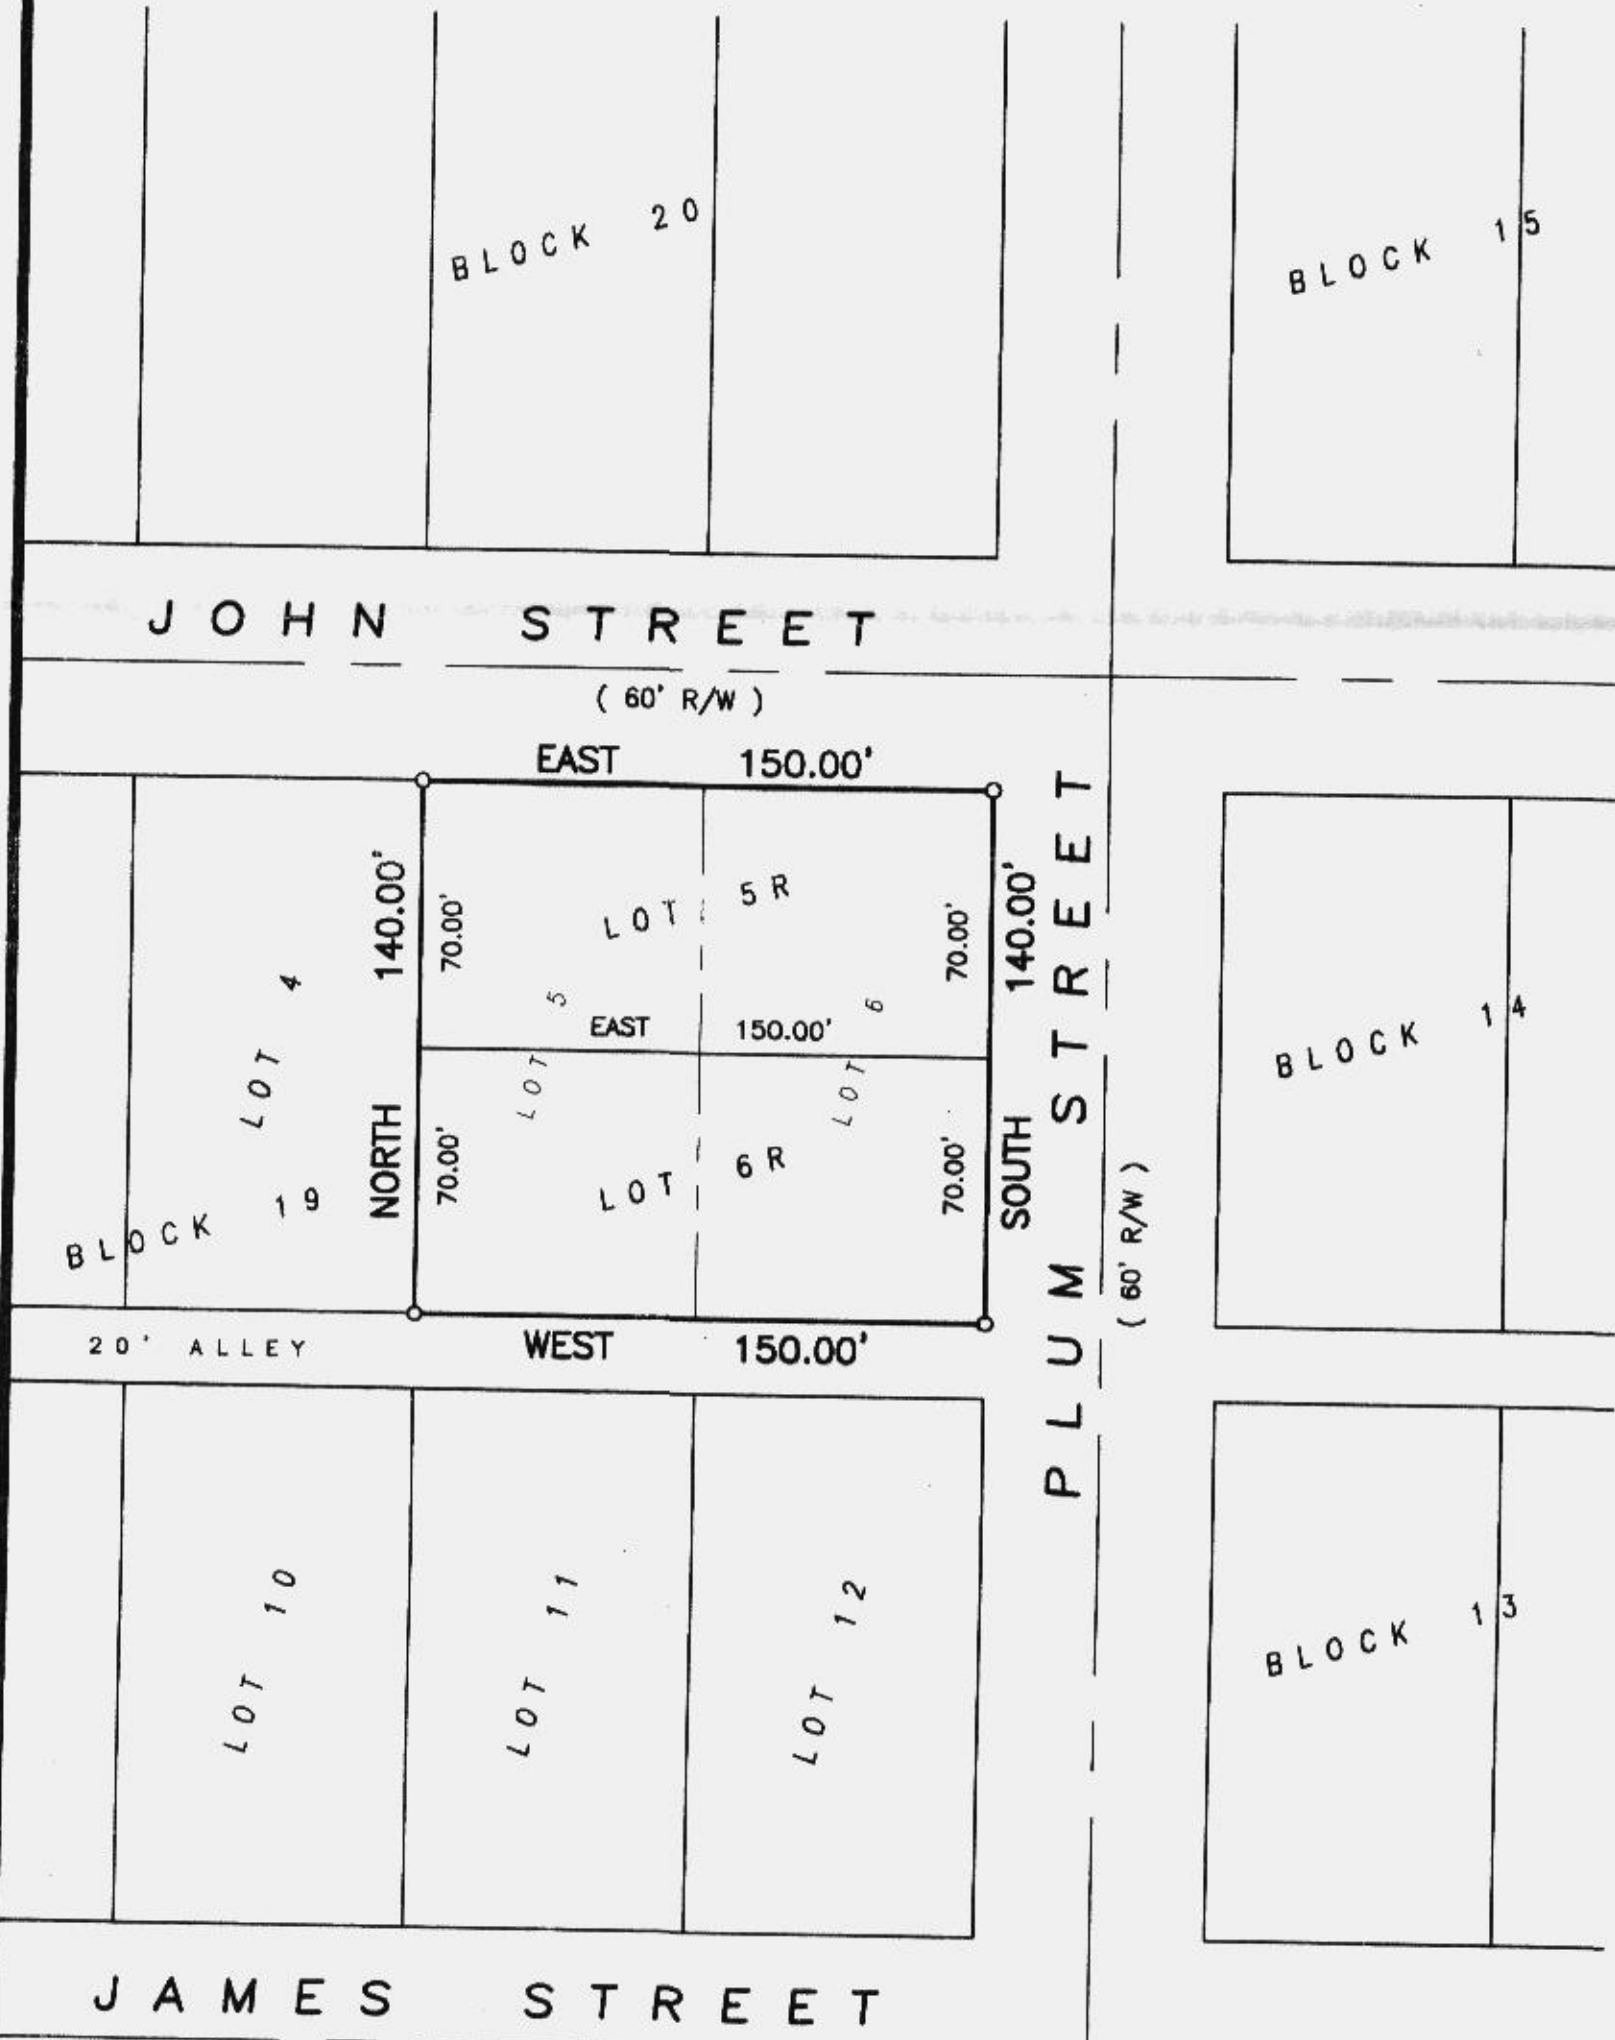 BLOCK 20
BLOCK 15
JOHN STREET
( 60' R/W )
EAST 150.00'
140.00'
NORTH
70.00'
LOT 5R
70.00'
140.00'
SOUTH
LOT 4
LOT 5
LOT 6
EAST 150.00'
70.00'
LOT 6R
70.00'
BLOCK 19
PLUM STREET
( 60' R/W )
BLOCK 14
20' ALLEY
WEST 150.00'
LOT 10
LOT 11
LOT 12
BLOCK 13
JAMES STREET